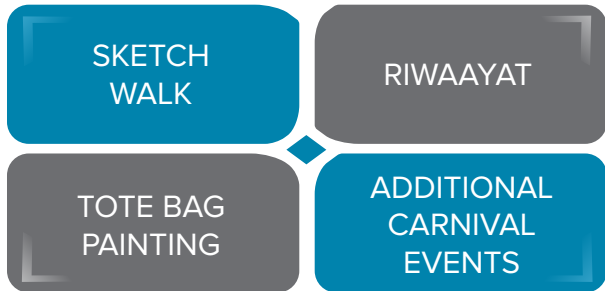 SKETCH
WALK
RIWAAYAT
TOTE BAG
PAINTING
ADDITIONAL
CARNIVAL
EVENTS